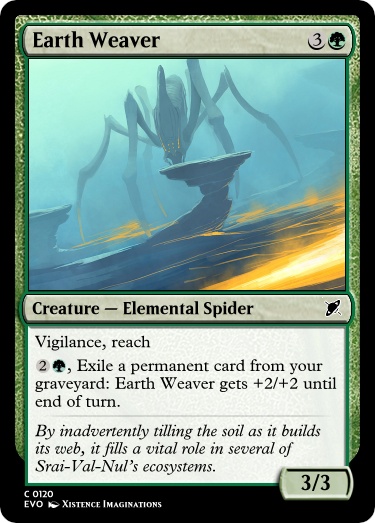 Earth Weaver 3
Creature — Elemental Spider
Vigilance, reach
2, Exile a permanent card from your
graveyard: Earth Weaver gets +2/+2 until
end of turn.
By inadvertently tilling the soil as it builds
its web, it fills a vital role in several of
Srai-Val-Nul's ecosystems.
3/3
C 0120
EVO Xistence Imaginations